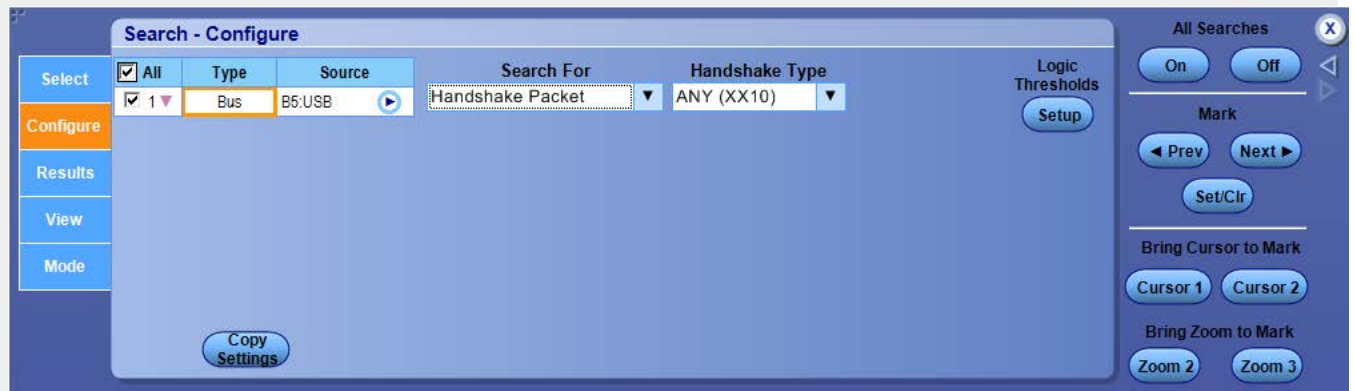 Search - Configure
Select
Configure
Results
View
Mode
All Type Source
1 Bus B5:USB
Search For
Handshake Packet
Handshake Type
ANY (XX10)
Logic
Thresholds
Setup
Copy
Settings
All Searches
X
On Off
Mark
Prev Next
Set/Clr
Bring Cursor to Mark
Cursor 1 Cursor 2
Bring Zoom to Mark
Zoom 2 Zoom 3